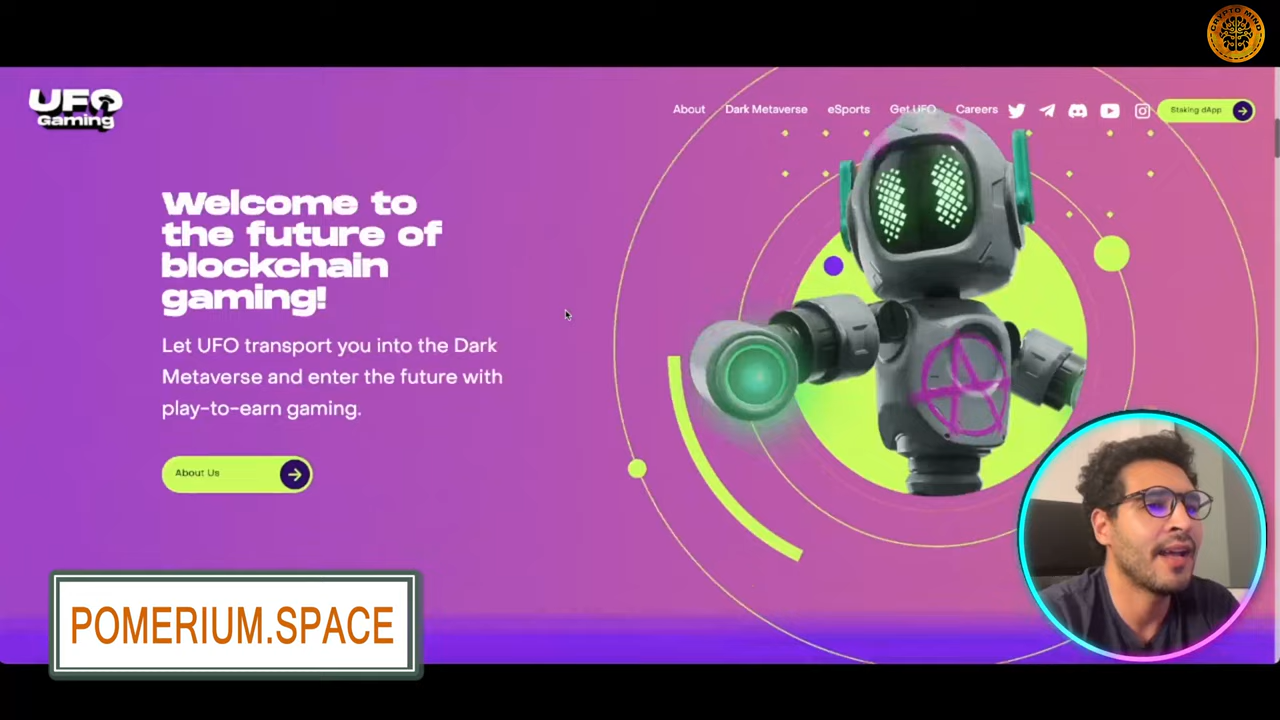 CRYPTO MIND
UFO
Gaming
About Dark Metaverse eSports Get UFO Careers Staking dApp
Welcome to
the future of
blockchain
gaming!
Let UFO transport you into the Dark
Metaverse and enter the future with
play-to-earn gaming.
About Us
POMERIUM.SPACE